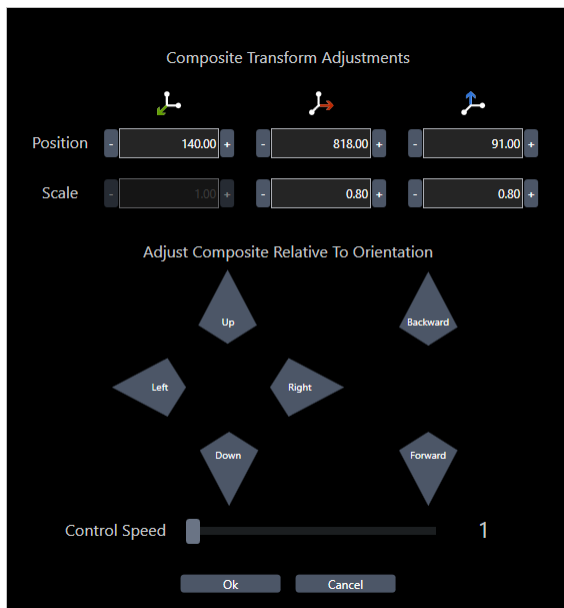 Composite Transform Adjustments
Position - 140.00 + - 818.00 + - 91.00 +
Scale - 1.00 + - 0.80 + - 0.80 +
Adjust Composite Relative To Orientation
Up Backward
Left Right
Down Forward
Control Speed 1
Ok Cancel